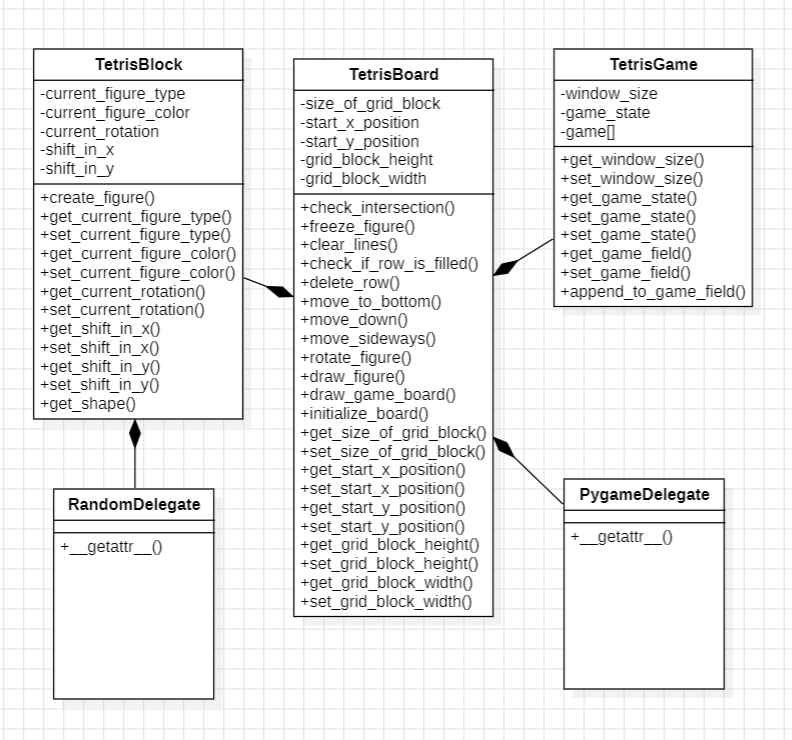 TetrisBlock
-current_figure_type
-current_figure_color
-current_rotation
-shift_in_x
-shift_in_y
+create_figure()
+get_current_figure_type()
+set_current_figure_type()
+get_current_figure_color()
+set_current_figure_color()
+get_current_rotation()
+set_current_rotation()
+get_shift_in_x()
+set_shift_in_x()
+get_shift_in_y()
+set_shift_in_y()
+get_shape()
TetrisBoard
-size_of_grid_block
-start_x_position
-start_y_position
-grid_block_height
-grid_block_width
+check_intersection()
+freeze_figure()
+clear_lines()
+check_if_row_is_filled()
+delete_row()
+move_to_bottom()
+move_down()
+move_sideways()
+rotate_figure()
+draw_figure()
+draw_game_board()
+initialize_board()
+get_size_of_grid_block()
+set_size_of_grid_block()
+get_start_x_position()
+set_start_x_position()
+get_start_y_position()
+set_start_y_position()
+get_grid_block_height()
+set_grid_block_height()
+get_grid_block_width()
+set_grid_block_width()
TetrisGame
-window_size
-game_state
-game[]
+get_window_size()
+set_window_size()
+get_game_state()
+set_game_state()
+set_game_state()
+get_game_field()
+set_game_field()
+append_to_game_field()
RandomDelegate
+__getattr__()
PygameDelegate
+__getattr__()